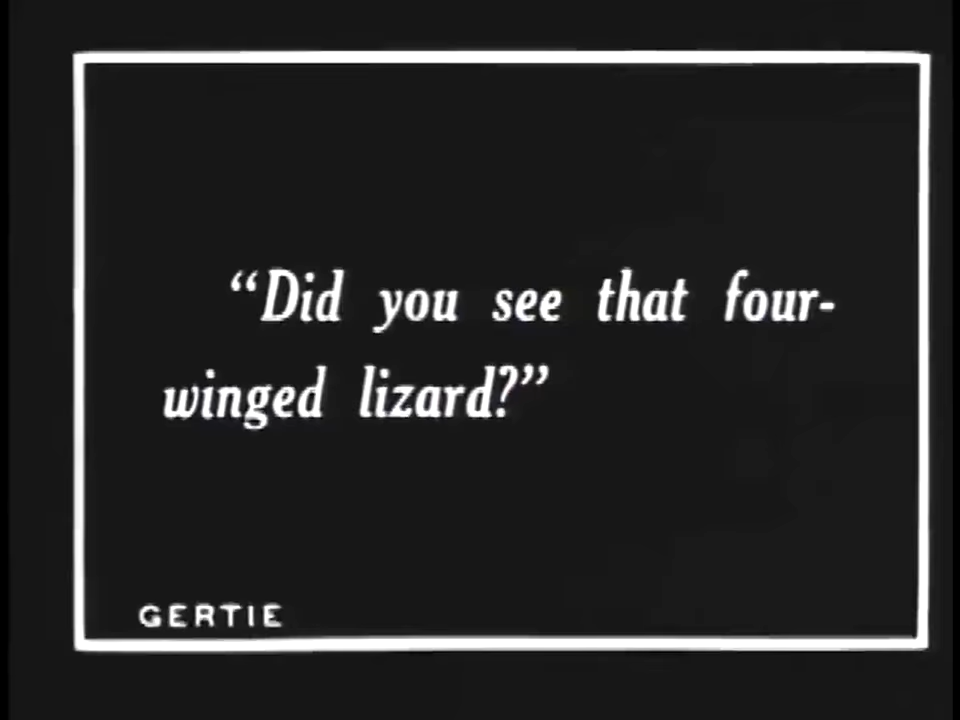 “Did you see that four-
winged lizard?”
GERTIE